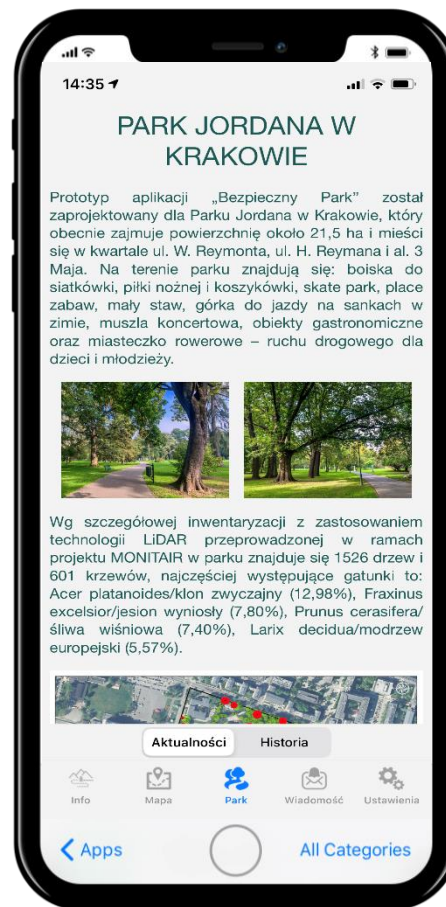 14:35
PARK JORDANA W
KRAKOWIE
Prototyp aplikacji „Bezpieczny Park” został
zaprojektowany dla Parku Jordana w Krakowie, który
obecnie zajmuje powierzchnię około 21,5 ha i mieści
się w kwartale ul. W. Reymonta, ul. H. Reymana i al. 3
Maja. Na terenie parku znajdują się: boiska do
siatkówki, piłki nożnej i koszykówki, skate park, place
zabaw, mały staw, górka do jazdy na sankach w
zimie, muszla koncertowa, obiekty gastronomiczne
oraz miasteczko rowerowe – ruchu drogowego dla
dzieci i młodzieży.
Wg szczegółowej inwentaryzacji z zastosowaniem
technologii LiDAR przeprowadzonej w ramach
projektu MONITAIR w parku znajduje się 1526 drzew i
601 krzewów, najczęściej występujące gatunki to:
Acer platanoides/klon zwyczajny (12,98%), Fraxinus
excelsior/jesion wyniosły (7,80%), Prunus cerasifera/
śliwa wiśniowa (7,40%), Larix decidua/modrzew
europejski (5,57%).
Aktualności Historia
Info Mapa Park Wiadomość Ustawienia
Apps All Categories